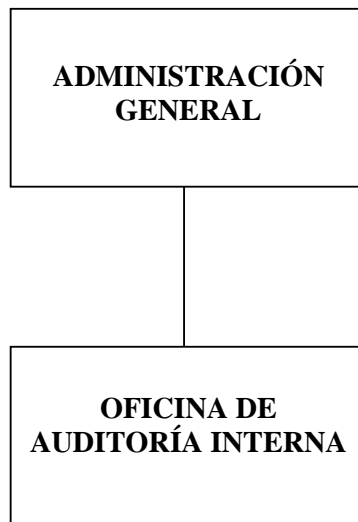 ADMINISTRACIÓN
GENERAL
OFICINA DE
AUDITORÍA INTERNA